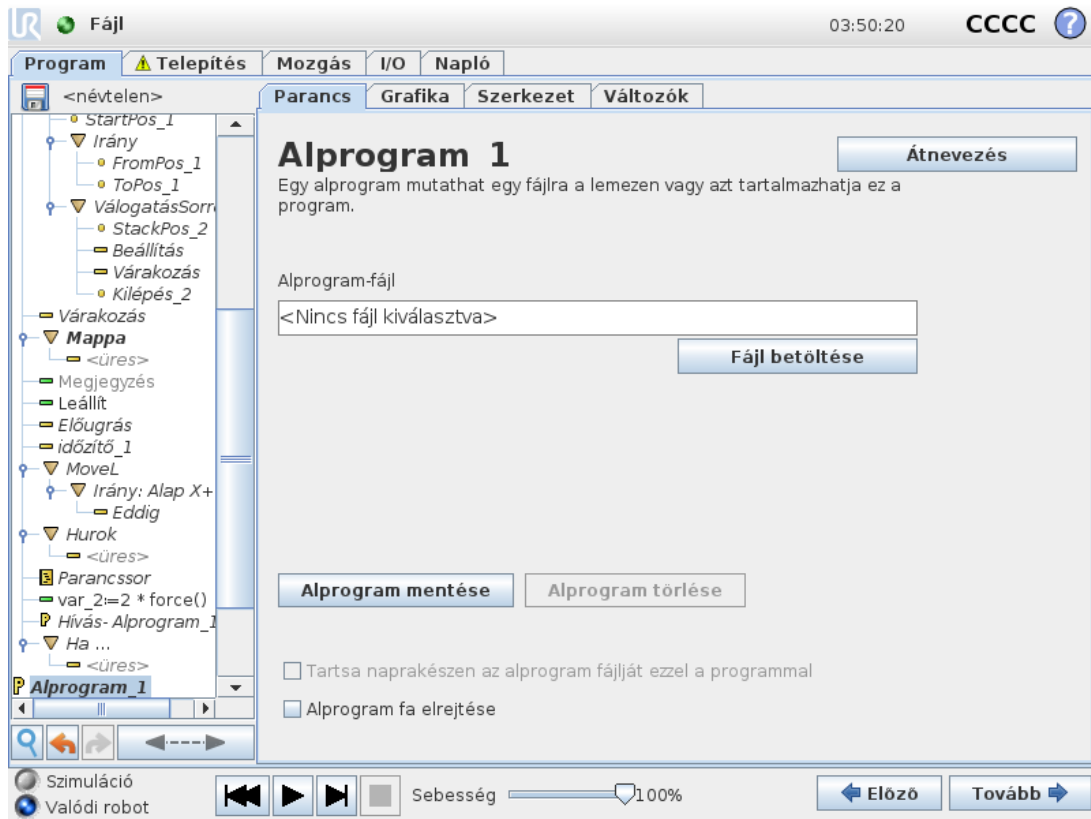 Fájl
03:50:20
CCCC
?
Program
Telepítés
Mozgás
I/O
Napló
<névtelen>
Parancs
Grafika
Szerkezet
Változók
StartPos_1
Irány
FromPos_1
ToPos_1
VálogatásSorr
StackPos_2
Beállítás
Várakozás
Kilépés_2
Várakozás
Mappa
<üres>
Megjegyzés
Leállít
Előugrás
időzítő_1
MoveL
Irány: Alap X+
Eddig
Hurok
<üres>
Parancssor
var_2:=2 * force()
Hívás- Alprogram_1
Ha ...
<üres>
Alprogram_1
Alprogram 1
Átnevezés
Egy alprogram mutathat egy fájlra a lemezen vagy azt tartalmazhatja ez a
program.
Alprogram-fájl
<Nincs fájl kiválasztva>
Fájl betöltése
Alprogram mentése
Alprogram törlése
Tartsa naprakészen az alprogram fájlját ezzel a programmal
Alprogram fa elrejtése
Szimuláció
Valódi robot
Sebesség
100%
Előző
Tovább